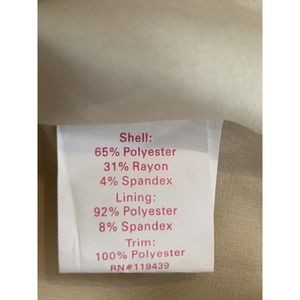 Shell:
65% Polyester
31% Rayon
4% Spandex
Lining:
92% Polyester
8% Spandex
Trim:
100% Polyester
RN#119439